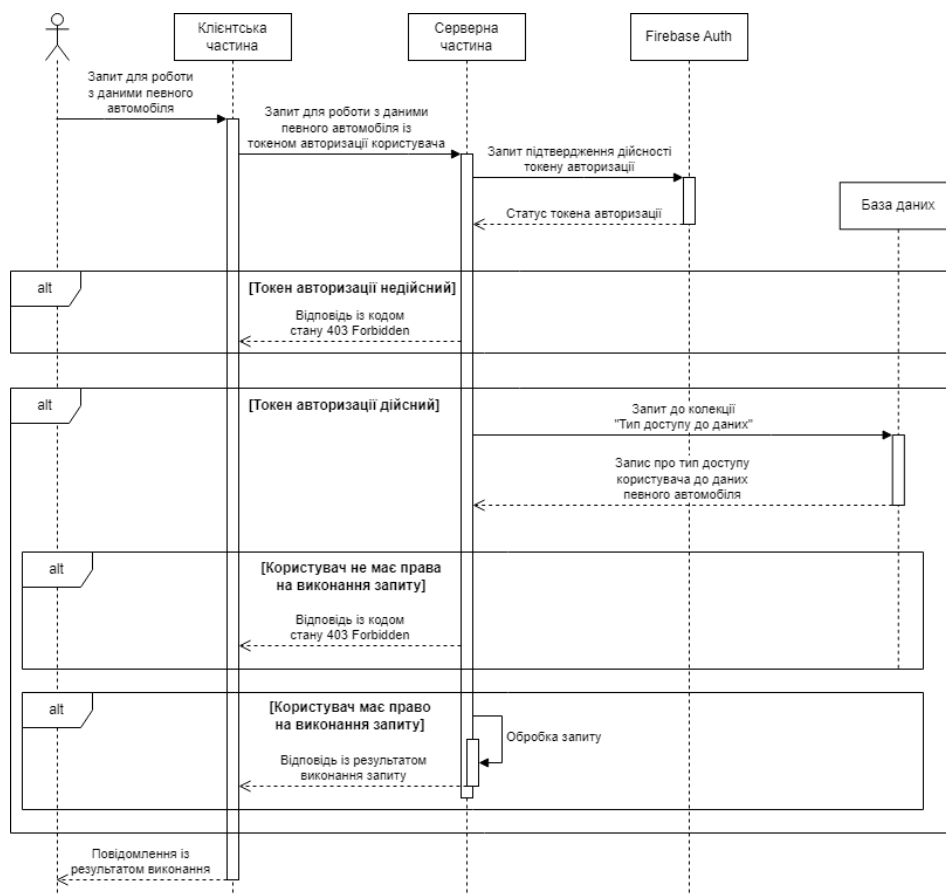 Клієнтська
частина
Серверна
частина
Firebase Auth
Запит для роботи
з даними певного
автомобіля
Запит для роботи з даними
певного автомобіля із
токеном авторизації користувача
Запит підтвердження дійсності
токену авторизації
База даних
Статус токена авторизації
alt
[Токен авторизації недійсний]
Відповідь із кодом
стану 403 Forbidden
alt
[Токен авторизації дійсний]
Запит до колекції
"Тип доступу до даних"
Запис про тип доступу
користувача до даних
певного автомобіля
alt
[Користувач не має права
на виконання запиту]
Відповідь із кодом
стану 403 Forbidden
alt
[Користувач має право
на виконання запиту]
Обробка запиту
Відповідь із результатом
виконання запиту
Повідомлення із
результатом виконання